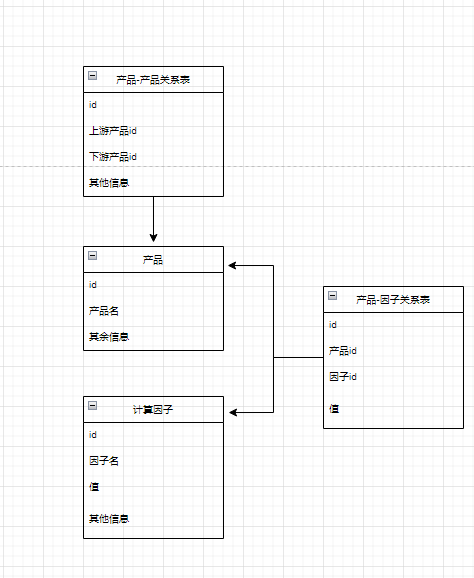 产品-产品关系表
id
上游产品id
下游产品id
其他信息
产品
id
产品名
其余信息
产品-因子关系表
id
产品id
因子id
值
计算因子
id
因子名
值
其他信息